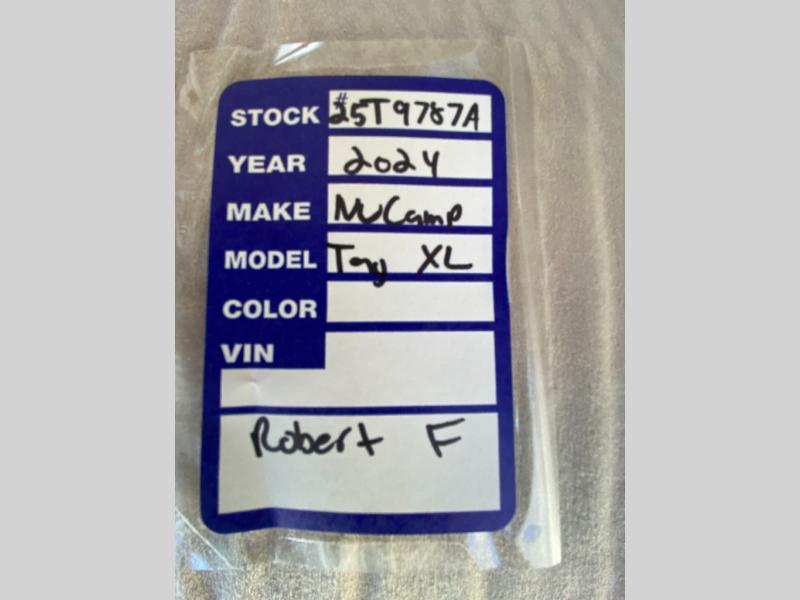 STOCK #25T9787A
YEAR 2024
MAKE NuCamp
MODEL Tag XL
COLOR
VIN
Robert F